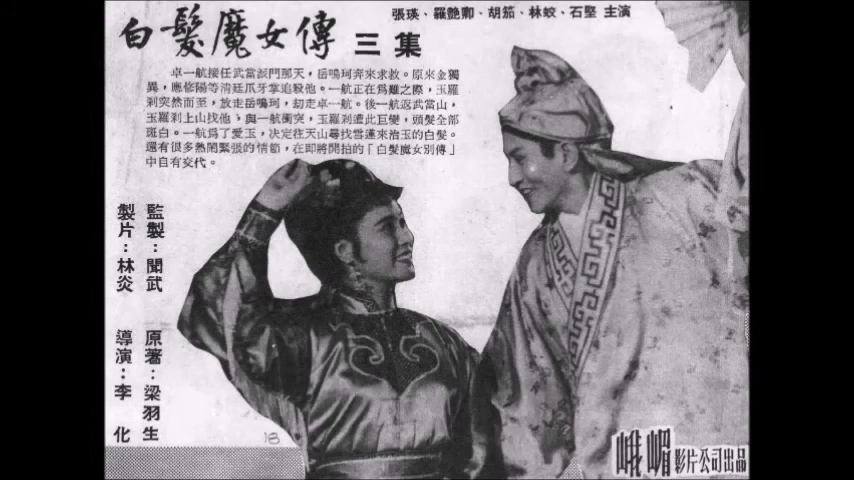 張瑛、羅艷卿、胡笳、林蛟、石堅 主演
白髮魔女傳 三集
卓一航接任武當派門那天，岳鳴珂奔來求救。原來金獨
異，應修陽等清廷爪牙掌追殺他。一航正在為難之際，玉羅
剎突然而至，放走岳鳴珂，劫走卓一航。後一航返武當山，
玉羅剎上山找他，與一航衝突，玉羅剎遭此巨變，頭髮全部
斑白。一航為了愛玉，決定往天山尋找雪蓮來治玉的白髮。
還有很多熱鬧緊張的情節，在即將開拍的「白髮魔女別傳」
中自有交代。
監製：聞武
製片：林炎
原著：梁羽生
導演：李化
18
峨嵋影片公司出品